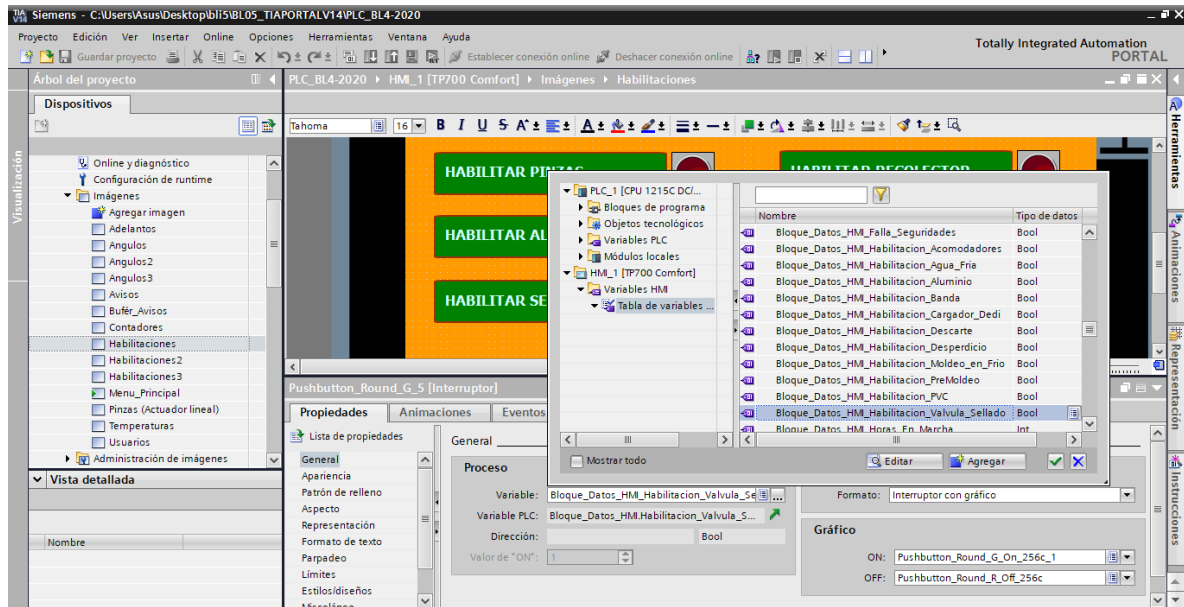 Siemens - C:\Users\Asus\Desktop\bli5\BL05_TIAPORTALV14\PLC_BL4-2020
Proyecto Edición Ver Insertar Online Opciones Herramientas Ventana Ayuda
Guardar proyecto
Establecer conexión online
Deshacer conexión online
Totally Integrated Automation
PORTAL
Árbol del proyecto
PLC_BL4-2020 HMI_1 [TP700 Comfort] Imágenes Habilitaciones
Dispositivos
Visualización
Tahoma 16 B I U S A
Online y diagnóstico
Configuración de runtime
Imágenes
Agregar imagen
Adelantos
Angulos
Angulos2
Angulos3
Avisos
Bufér_Avisos
Contadores
Habilitaciones
Habilitaciones2
Habilitaciones3
Menu_Principal
Pinzas (Actuador lineal)
Temperaturas
Usuarios
Administración de imágenes
Vista detallada
Nombre
HABILITAR PINZAS
HABILITAR RECOLECTOR
HABILITAR AL
HABILITAR SE
PLC_1 [CPU 1215C DC/...
Bloques de programa
Objetos tecnológicos
Variables PLC
Módulos locales
HMI_1 [TP700 Comfort]
Variables HMI
Tabla de variables ...
Nombre Tipo de datos
Bloque_Datos_HMI_Falla_Seguridades Bool
Bloque_Datos_HMI_Habilitacion_Acomodadores Bool
Bloque_Datos_HMI_Habilitacion_Agua_Fria Bool
Bloque_Datos_HMI_Habilitacion_Aluminio Bool
Bloque_Datos_HMI_Habilitacion_Banda Bool
Bloque_Datos_HMI_Habilitacion_Cargador_Dedi Bool
Bloque_Datos_HMI_Habilitacion_Descarte Bool
Bloque_Datos_HMI_Habilitacion_Desperdicio Bool
Bloque_Datos_HMI_Habilitacion_Moldeo_en_Frio Bool
Bloque_Datos_HMI_Habilitacion_PreMoldeo Bool
Bloque_Datos_HMI_Habilitacion_PVC Bool
Bloque_Datos_HMI_Habilitacion_Valvula_Sellado Bool
Bloque_Datos_HMI_Horas_En_Marcha Int
Mostrar todo
Editar
Agregar
Pushbutton_Round_G_5 [Interruptor]
Propiedades Animaciones Eventos
Lista de propiedades
General
Apariencia
Patrón de relleno
Aspecto
Representación
Formato de texto
Parpadeo
Límites
Estilos/diseños
Misceláneo
General
Proceso
Variable: Bloque_Datos_HMI_Habilitacion_Valvula_Se ...
Variable PLC: Bloque_Datos_HMI.Habilitacion_Valvula_S...
Dirección: Bool
Valor de "ON": 1
Formato: Interruptor con gráfico
Gráfico
ON: Pushbutton_Round_G_On_256c_1
OFF: Pushbutton_Round_R_Off_256c
Herramientas
Animaciones
Representación
Instrucciones